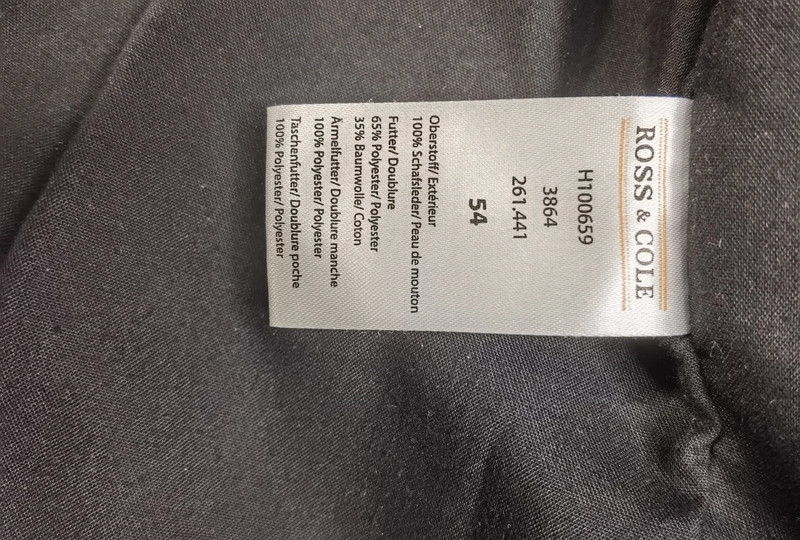 ROSS & COLE
H100659
3864
261.441
54
Oberstoff/ Extérieur
100% Schafsleder/ Peau de mouton
Futter/ Doublure
65% Polyester/ Polyester
35% Baumwolle/ Coton
Ärmelfutter/ Doublure manche
100% Polyester/ Polyester
Taschenfutter/ Doublure poche
100% Polyester/ Polyester